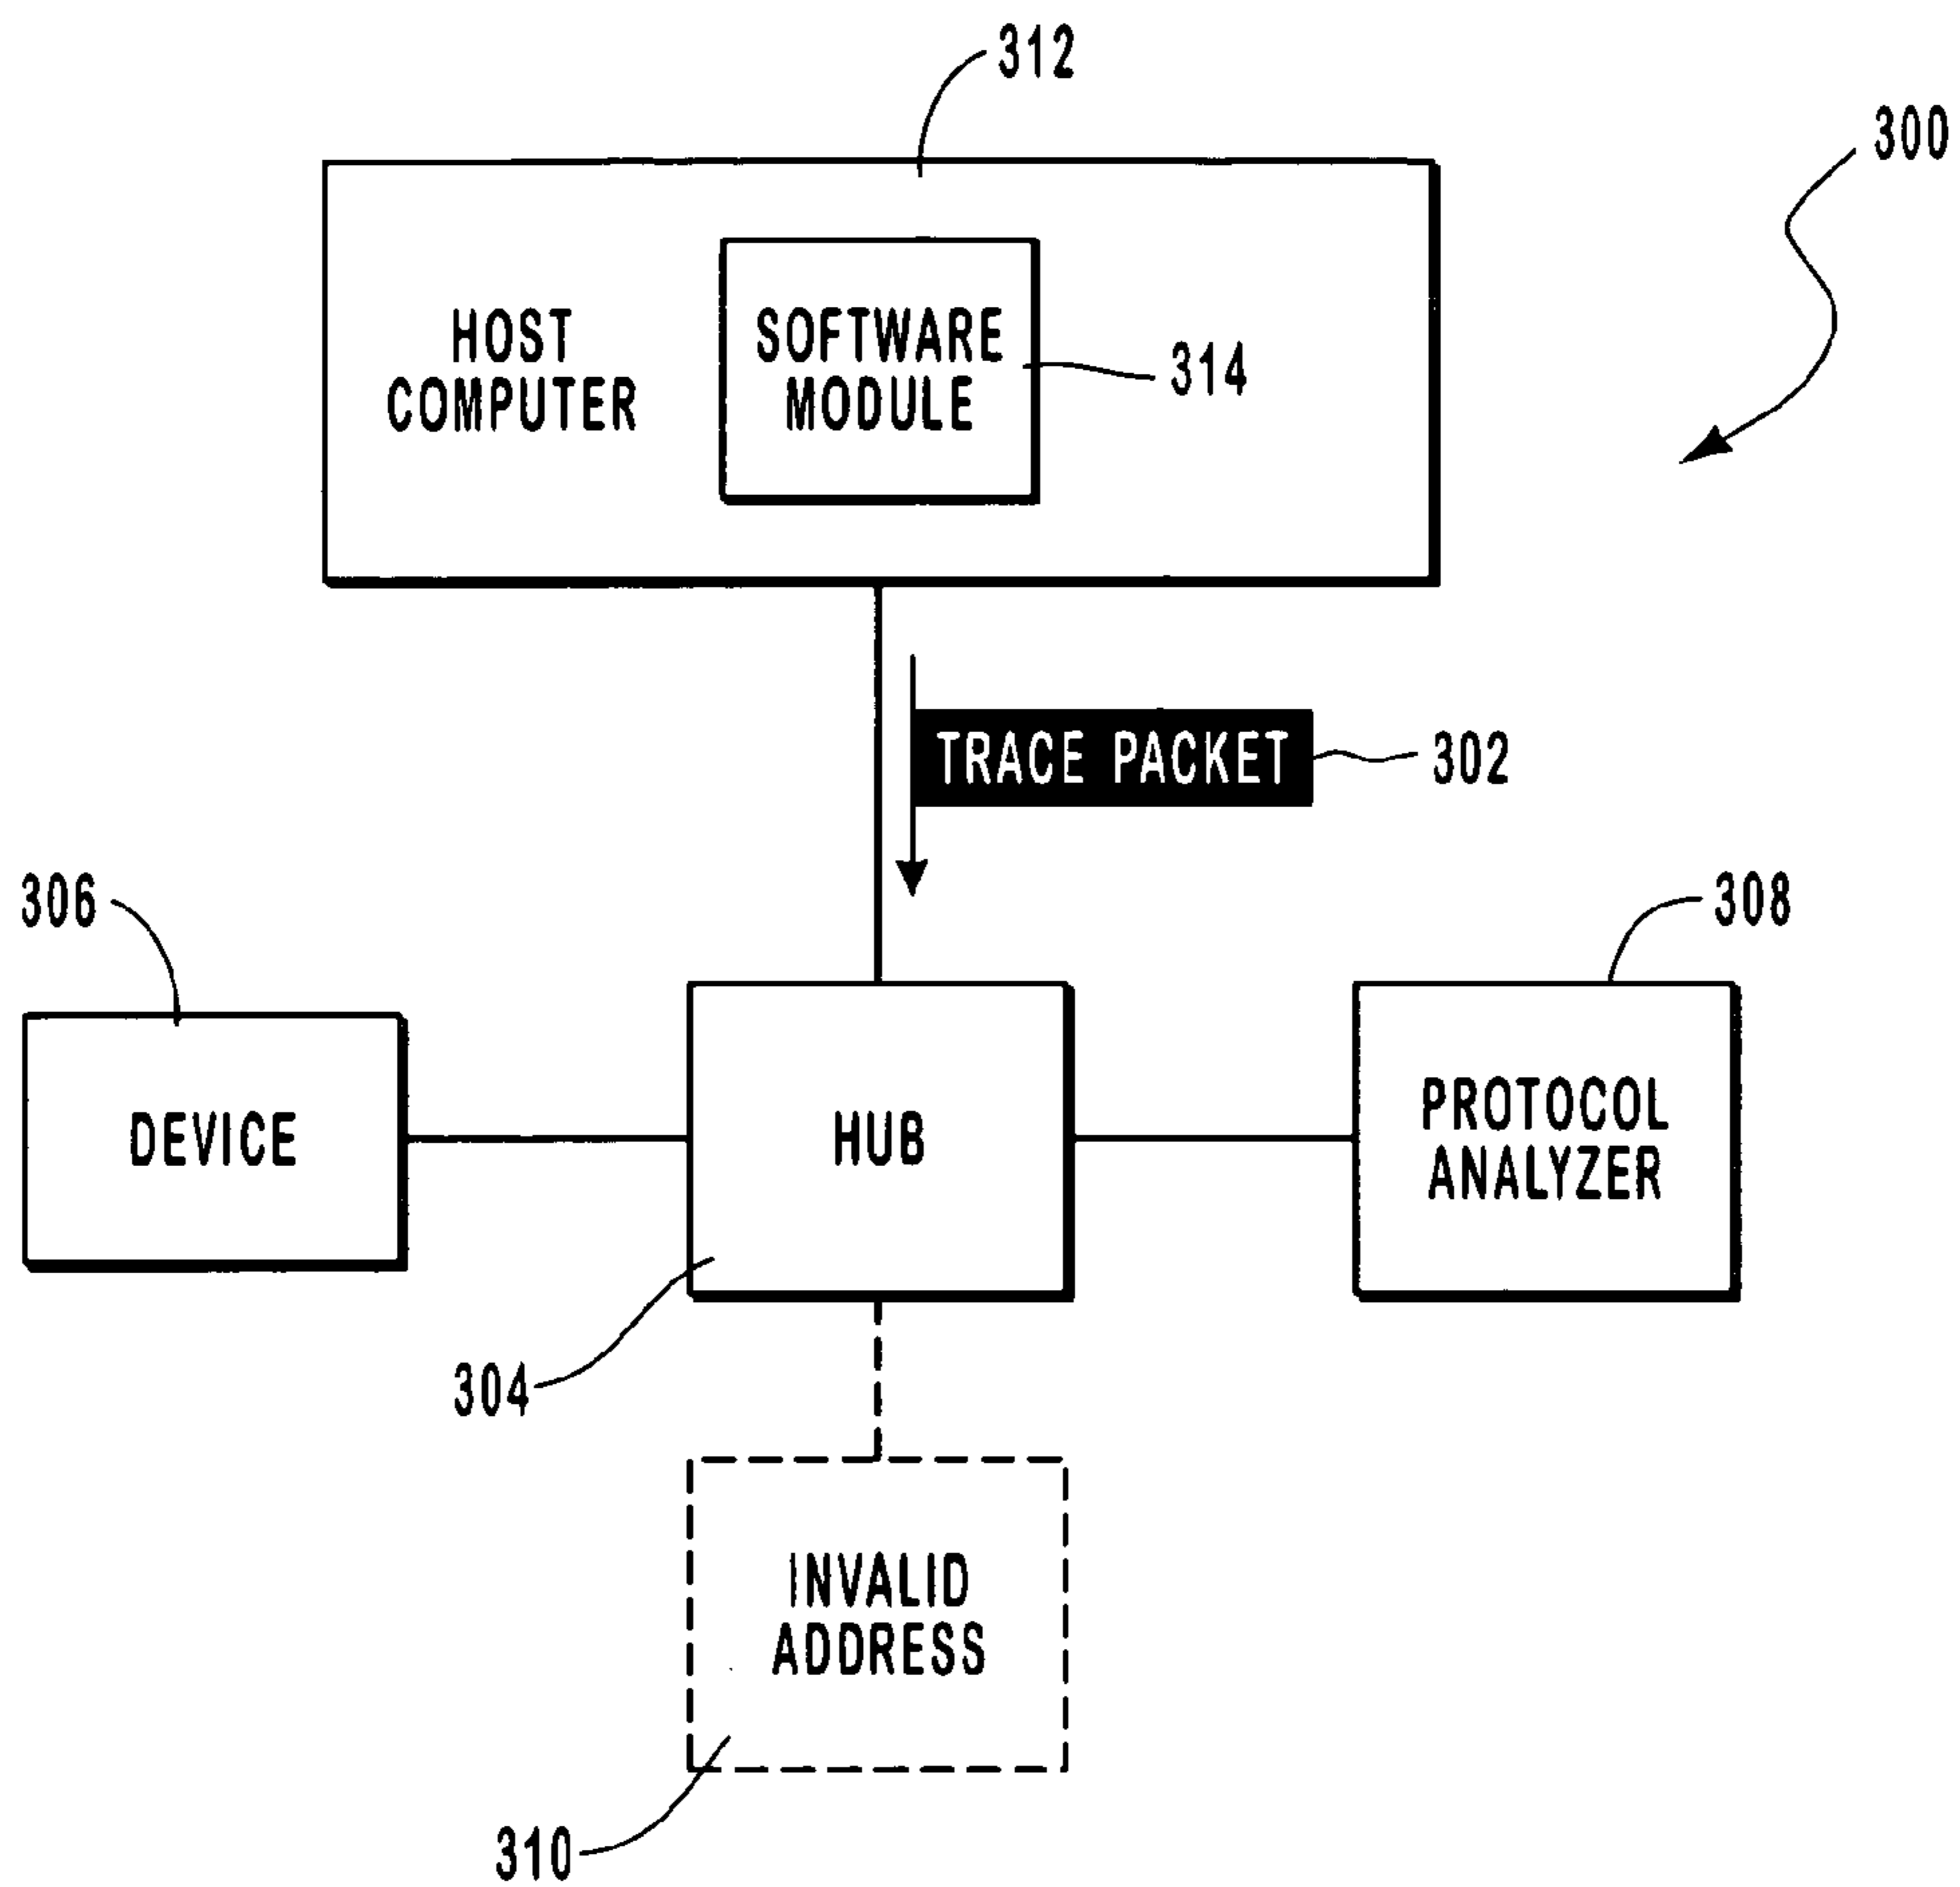 312
300
HOST
COMPUTER
SOFTWARE
MODULE
314
TRACE PACKET
302
306
308
DEVICE
HUB
PROTOCOL
ANALYZER
304
INVALID
ADDRESS
310